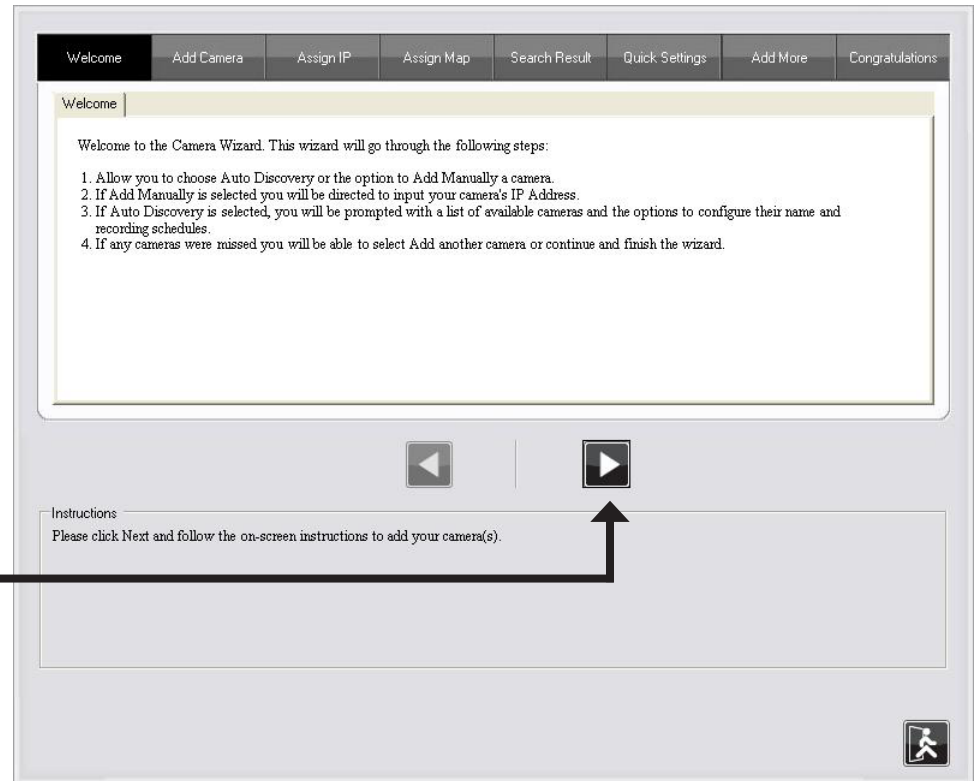 Welcome Add Camera Assign IP Assign Map Search Result Quick Settings Add More Congratulations
Welcome
Welcome to the Camera Wizard. This wizard will go through the following steps:
1. Allow you to choose Auto Discovery or the option to Add Manually a camera.
2. If Add Manually is selected you will be directed to input your camera's IP Address.
3. If Auto Discovery is selected, you will be prompted with a list of available cameras and the options to configure their name and
recording schedules.
4. If any cameras were missed you will be able to select Add another camera or continue and finish the wizard.
Instructions
Please click Next and follow the on-screen instructions to add your camera(s).